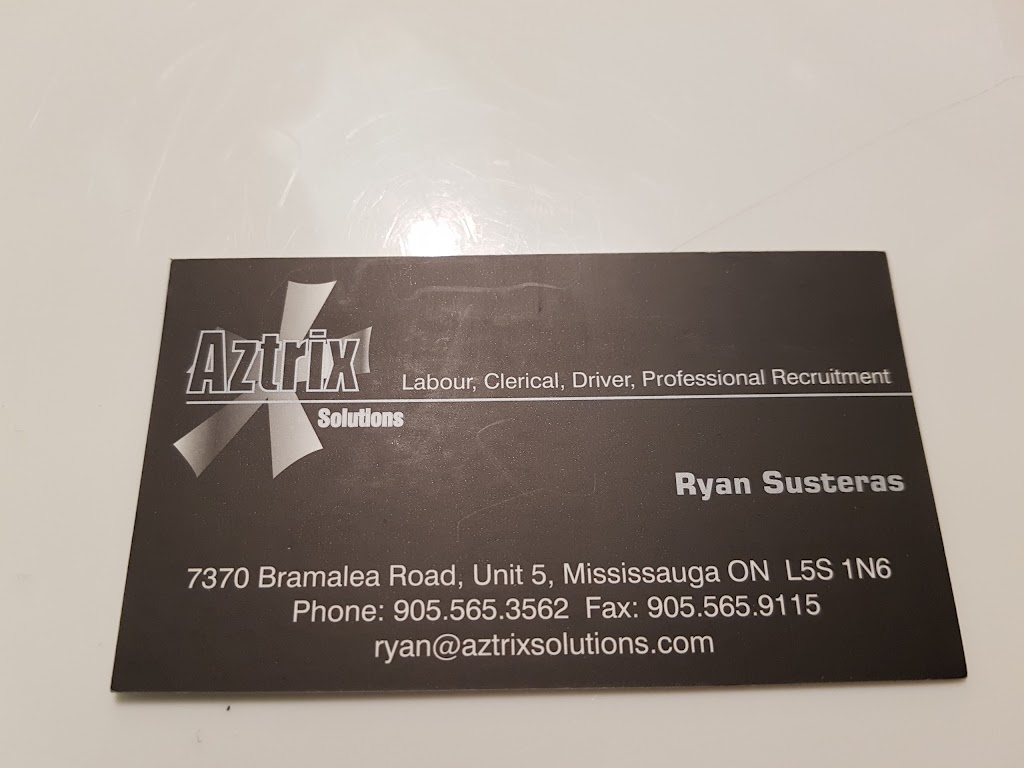 Aztrix
Labour, Clerical, Driver, Professional Recruitment
Solutions
Ryan Susteras
7370 Bramalea Road, Unit 5, Mississauga ON  L5S 1N6
Phone: 905.565.3562  Fax: 905.565.9115
ryan@aztrixsolutions.com